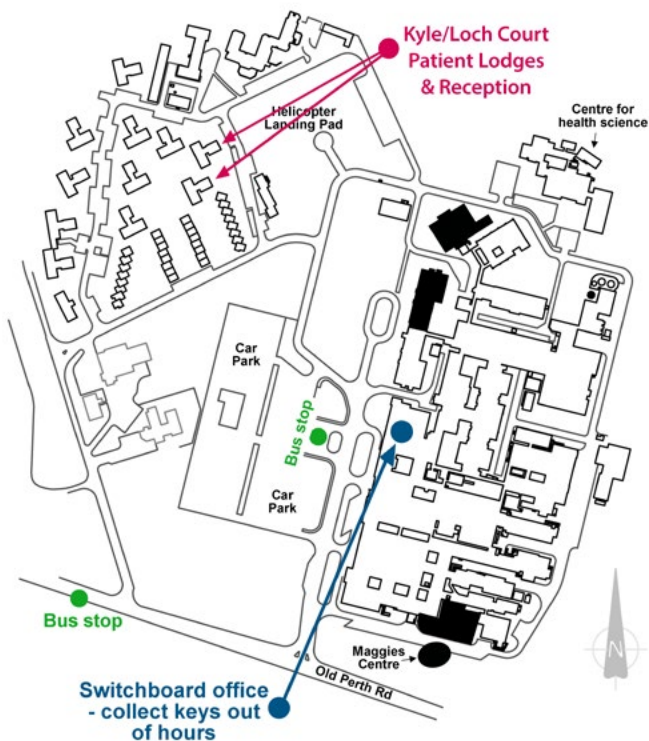 Kyle/Loch Court
Patient Lodges
& Reception
Helicopter
Landing Pad
Centre for
health science
Car
Park
Bus stop
Car
Park
Bus stop
Maggies
Centre
Old Perth Rd
Switchboard office
- collect keys out
of hours
N